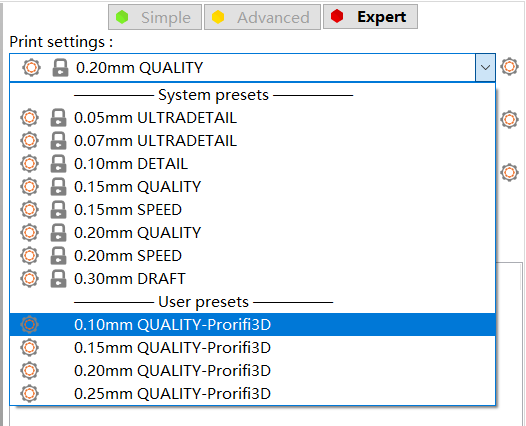 Simple Advanced Expert
Print settings :
0.20mm QUALITY
System presets
0.05mm ULTRADETAIL
0.07mm ULTRADETAIL
0.10mm DETAIL
0.15mm QUALITY
0.15mm SPEED
0.20mm QUALITY
0.20mm SPEED
0.30mm DRAFT
User presets
0.10mm QUALITY-Prorifi3D
0.15mm QUALITY-Prorifi3D
0.20mm QUALITY-Prorifi3D
0.25mm QUALITY-Prorifi3D